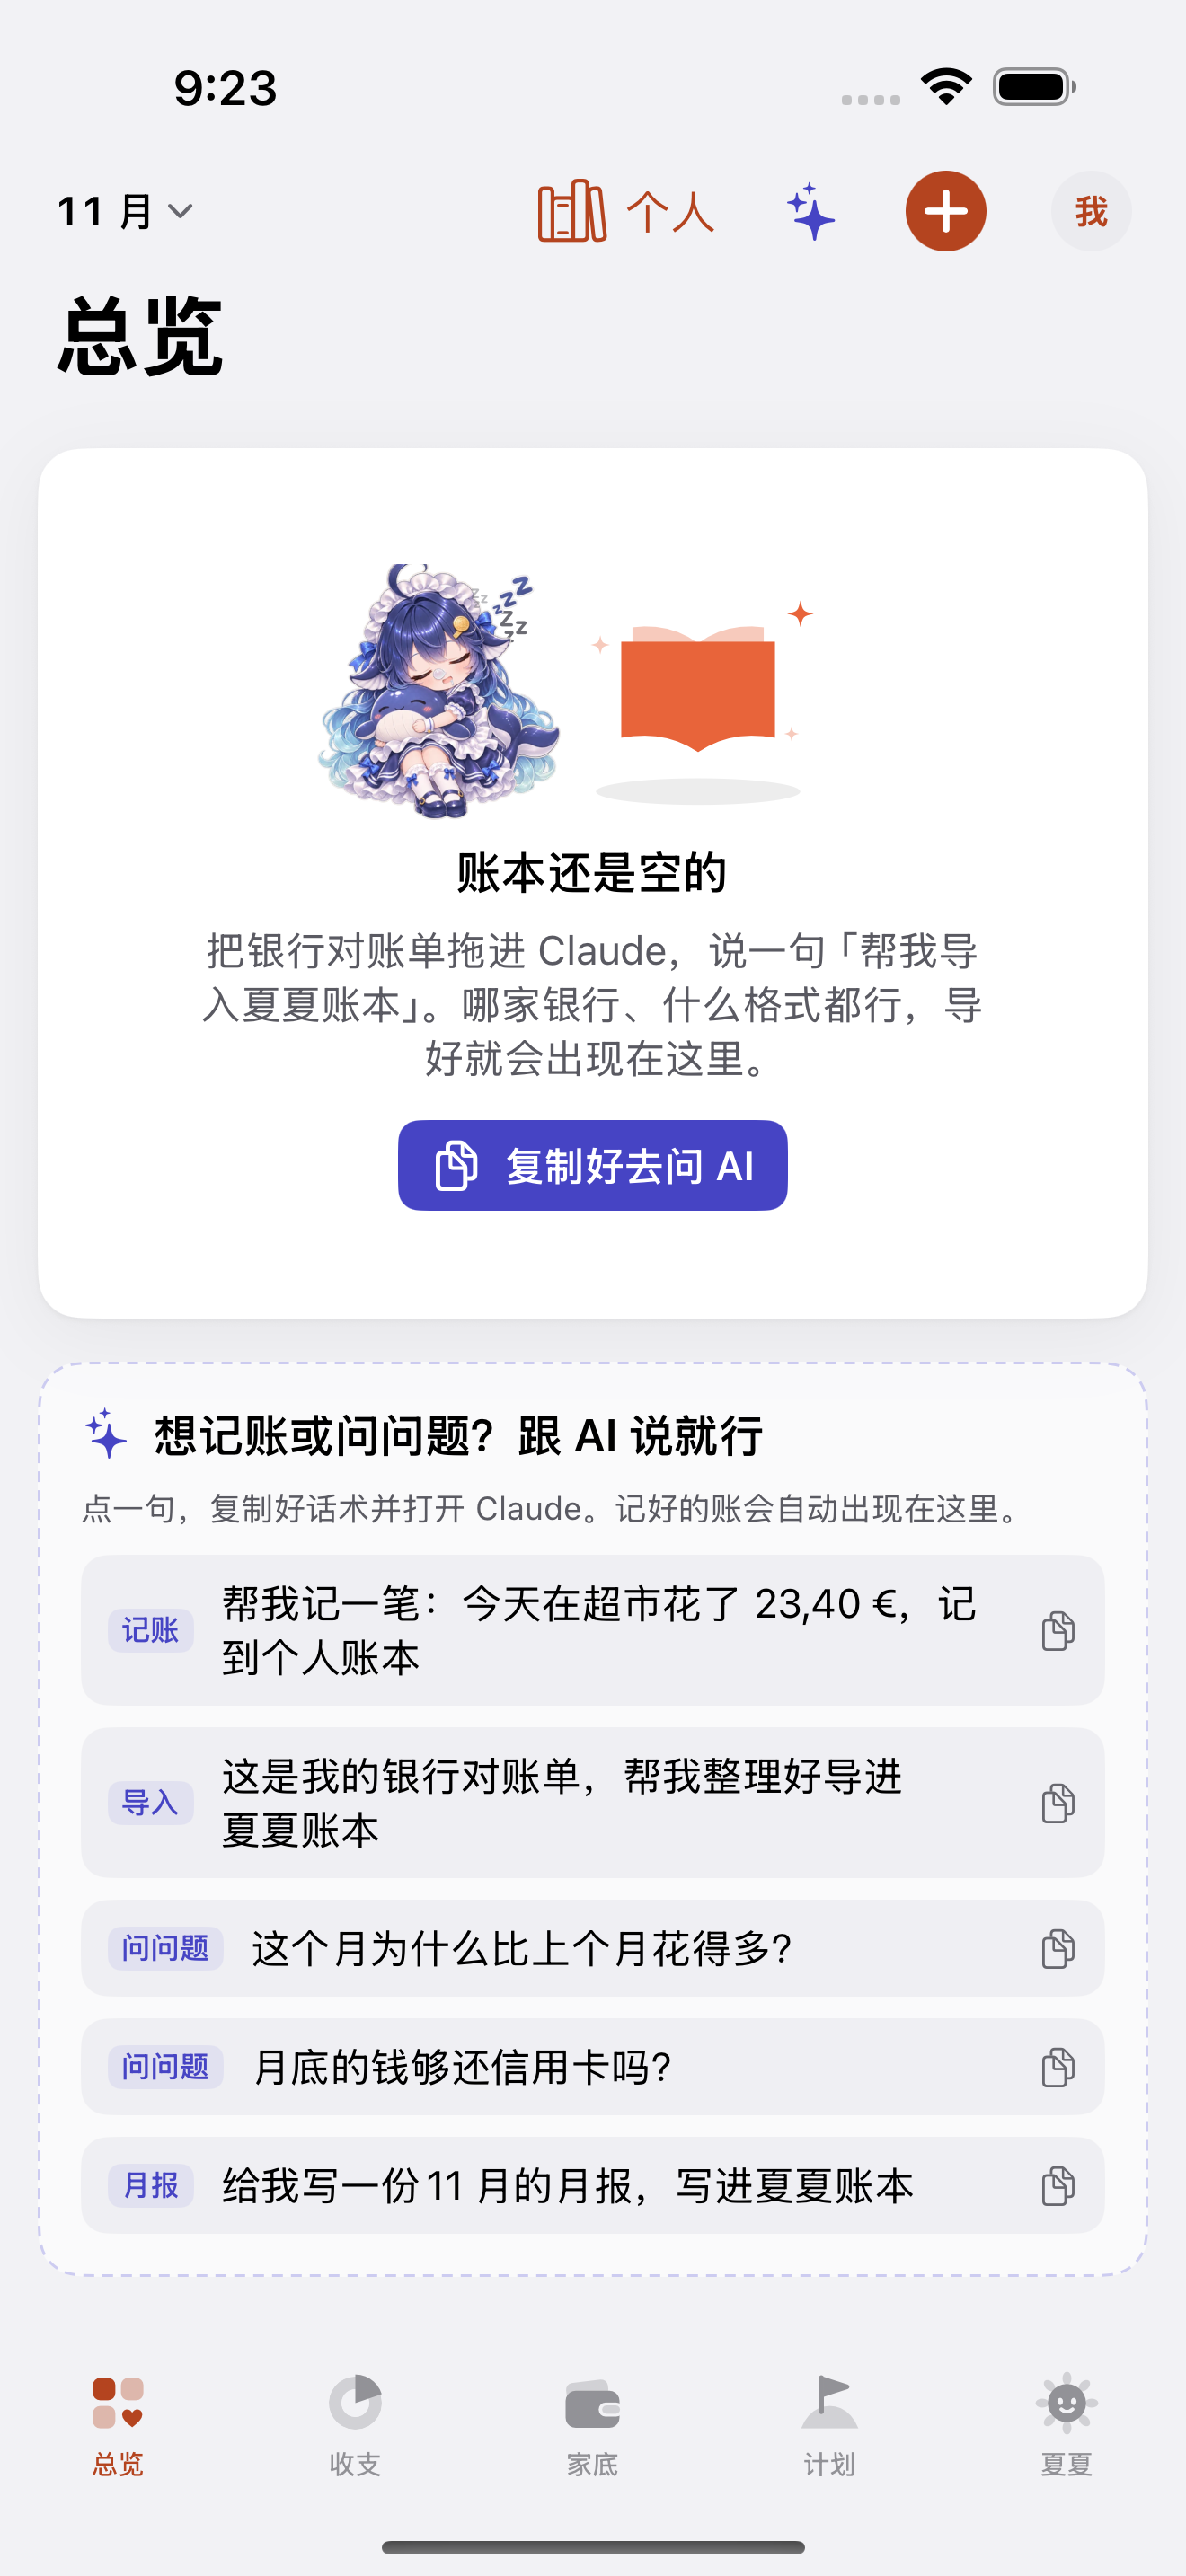 9:23
11 月
个人
我
总览
账本还是空的
把银行对账单拖进 Claude，说一句「帮我导
入夏夏账本」。哪家银行、什么格式都行，导
好就会出现在这里。
复制好去问 AI
想记账或问问题？跟 AI 说就行
点一句，复制好话术并打开 Claude。记好的账会自动出现在这里。
记账
帮我记一笔：今天在超市花了 23,40 €，记
到个人账本
导入
这是我的银行对账单，帮我整理好导进
夏夏账本
问问题
这个月为什么比上个月花得多?
问问题
月底的钱够还信用卡吗?
月报
给我写一份 11 月的月报，写进夏夏账本
总览
收支
家底
计划
夏夏